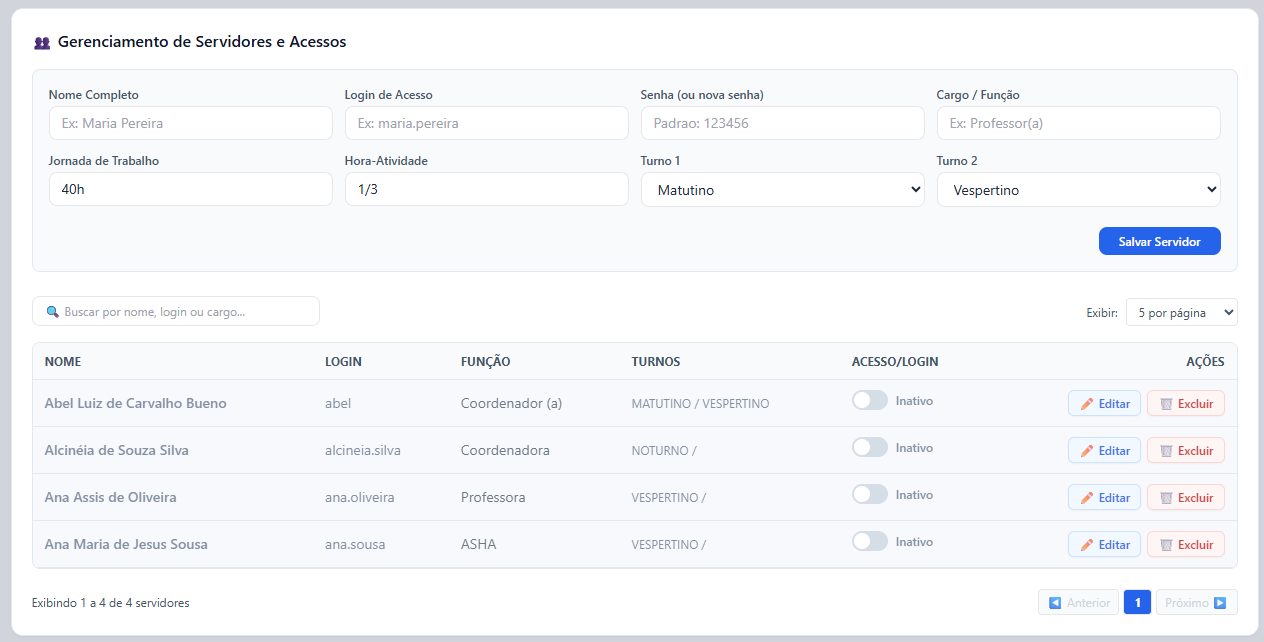 Gerenciamento de Servidores e Acessos
Nome Completo Login de Acesso Senha (ou nova senha) Cargo / Função
Ex: Maria Pereira Ex: maria.pereira Padrao: 123456 Ex: Professor(a)
Jornada de Trabalho Hora-Atividade Turno 1 Turno 2
40h 1/3 Matutino Vespertino
Salvar Servidor
Buscar por nome, login ou cargo... Exibir: 5 por página
NOME LOGIN FUNÇÃO TURNOS ACESSO/LOGIN AÇÕES
Abel Luiz de Carvalho Bueno abel Coordenador (a) MATUTINO / VESPERTINO Inativo Editar Excluir
Alcinéia de Souza Silva alcineia.silva Coordenadora NOTURNO / Inativo Editar Excluir
Ana Assis de Oliveira ana.oliveira Professora VESPERTINO / Inativo Editar Excluir
Ana Maria de Jesus Sousa ana.sousa ASHA VESPERTINO / Inativo Editar Excluir
Exibindo 1 a 4 de 4 servidores Anterior 1 Próximo